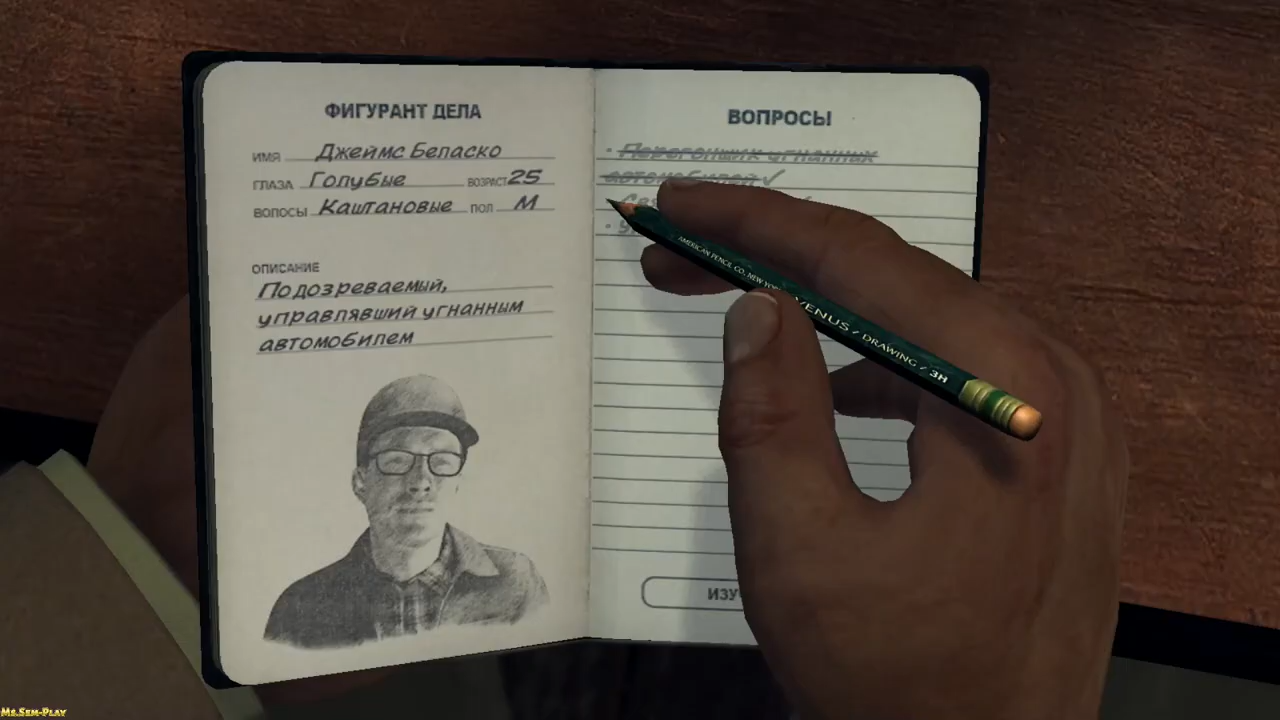 ФИГУРАНТ ДЕЛА
ИМЯ Джеймс Беласко
ГЛАЗА Голубые ВОЗРАСТ 25
ВОЛОСЫ Каштановые ПОЛ М
ОПИСАНИЕ
Подозреваемый,
управлявший угнанным
автомобилем
ВОПРОСЫ
· Перегонщик угнанных
автомобилей ✓
AMERICAN PENCIL CO. NEW YORK
VENUS / DRAWING / 3H
Ms.Sem-Play